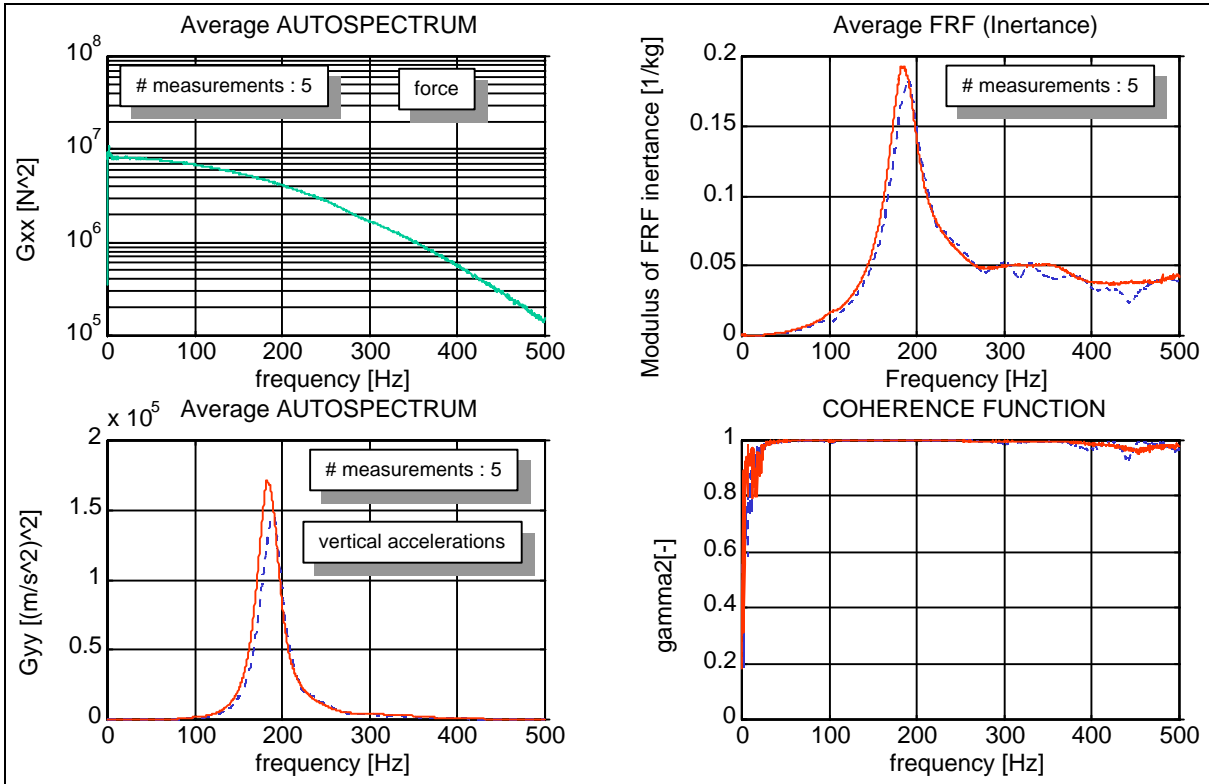 Average AUTOSPECTRUM
10^8
10^7
10^6
10^5
Gxx [N^2]
# measurements : 5
force
0 100 200 300 400 500
frequency [Hz]
Average FRF (Inertance)
0.2
0.15
0.1
0.05
0
Modulus of FRF inertance [1/kg]
# measurements : 5
0 100 200 300 400 500
Frequency [Hz]
x 10^5
Average AUTOSPECTRUM
2
1.5
1
0.5
0
Gyy [(m/s^2)^2]
# measurements : 5
vertical accelerations
0 100 200 300 400 500
frequency [Hz]
COHERENCE FUNCTION
1
0.8
0.6
0.4
0.2
gamma2[-]
0 100 200 300 400 500
frequency [Hz]